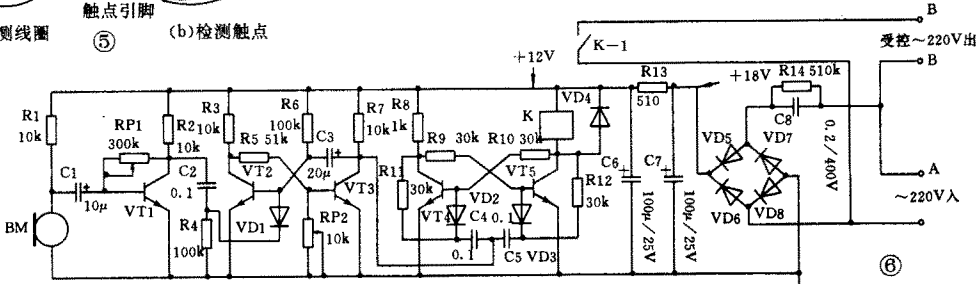 触点引脚
测线圈
⑤
(b)检测触点
B
K-1
受控～220V出
B
+12V
R13
510
+18V
R14 510k
C8
0.2/400V
R1
10k
RP1
300k
R2
10k
C1
10μ
VT1
BM
C2
0.1
R4
100k
R3
10k
R5 51k
VT2
VD1
R6
100k
C3
20μ
R7
10k
VT3
RP2
10k
R8
1k
R9 30k
R10 30k
R11
30k
VT4
VD2
VT5
C4 0.1
0.1
C5 VD3
K
VD4
R12
30k
C6
100μ/25V
C7
100μ/25V
VD5
VD7
VD6
VD8
A
～220V入
A
⑥